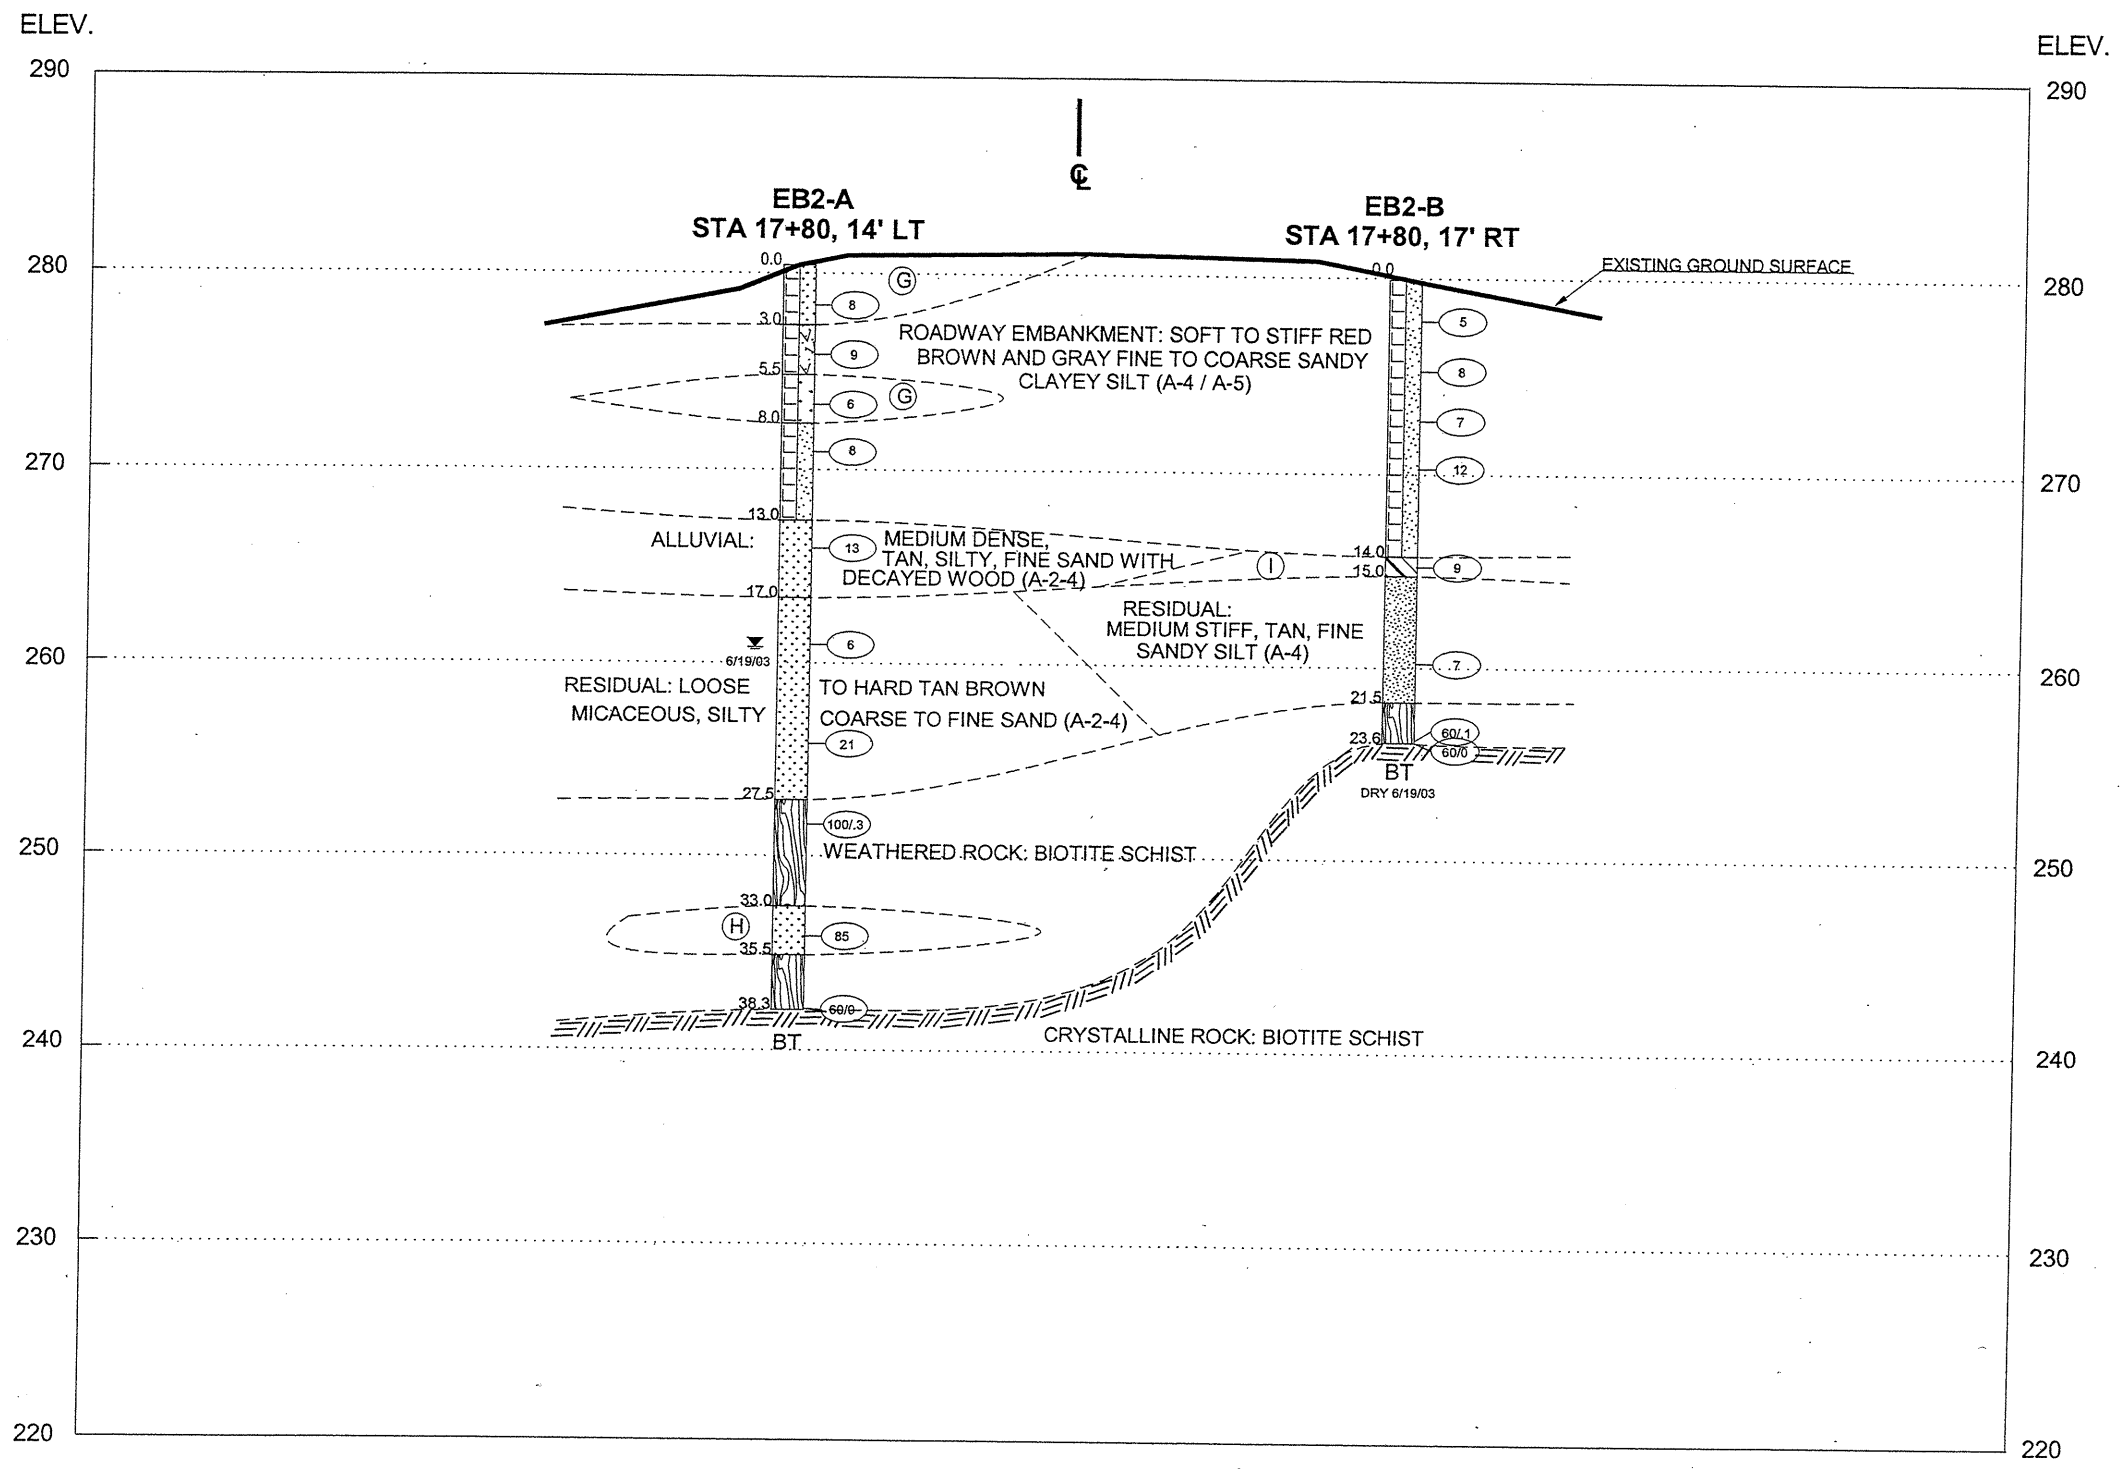 ELEV.
ELEV.
290
290
℄
EB2-A
STA 17+80, 14' LT
EB2-B
STA 17+80, 17' RT
0.0
0.0
EXISTING GROUND SURFACE
280
280
G
8
5
3.0
ROADWAY EMBANKMENT: SOFT TO STIFF RED
BROWN AND GRAY FINE TO COARSE SANDY
CLAYEY SILT (A-4 / A-5)
9
8
5.5
6
G
8.0
7
8
12
270
270
13.0
ALLUVIAL:
13
MEDIUM DENSE,
TAN, SILTY, FINE SAND WITH
DECAYED WOOD (A-2-4)
I
14.0
15.0
9
17.0
RESIDUAL:
MEDIUM STIFF, TAN, FINE
SANDY SILT (A-4)
6
6/19/03
7
260
260
RESIDUAL: LOOSE
TO HARD TAN BROWN
MICACEOUS, SILTY
COARSE TO FINE SAND (A-2-4)
21
21.5
60/.1
23.6
60/0
BT
DRY 6/19/03
27.5
100/.3
WEATHERED ROCK: BIOTITE SCHIST
250
250
33.0
H
85
35.5
38.3
60/0
BT
CRYSTALLINE ROCK: BIOTITE SCHIST
240
240
230
230
220
220